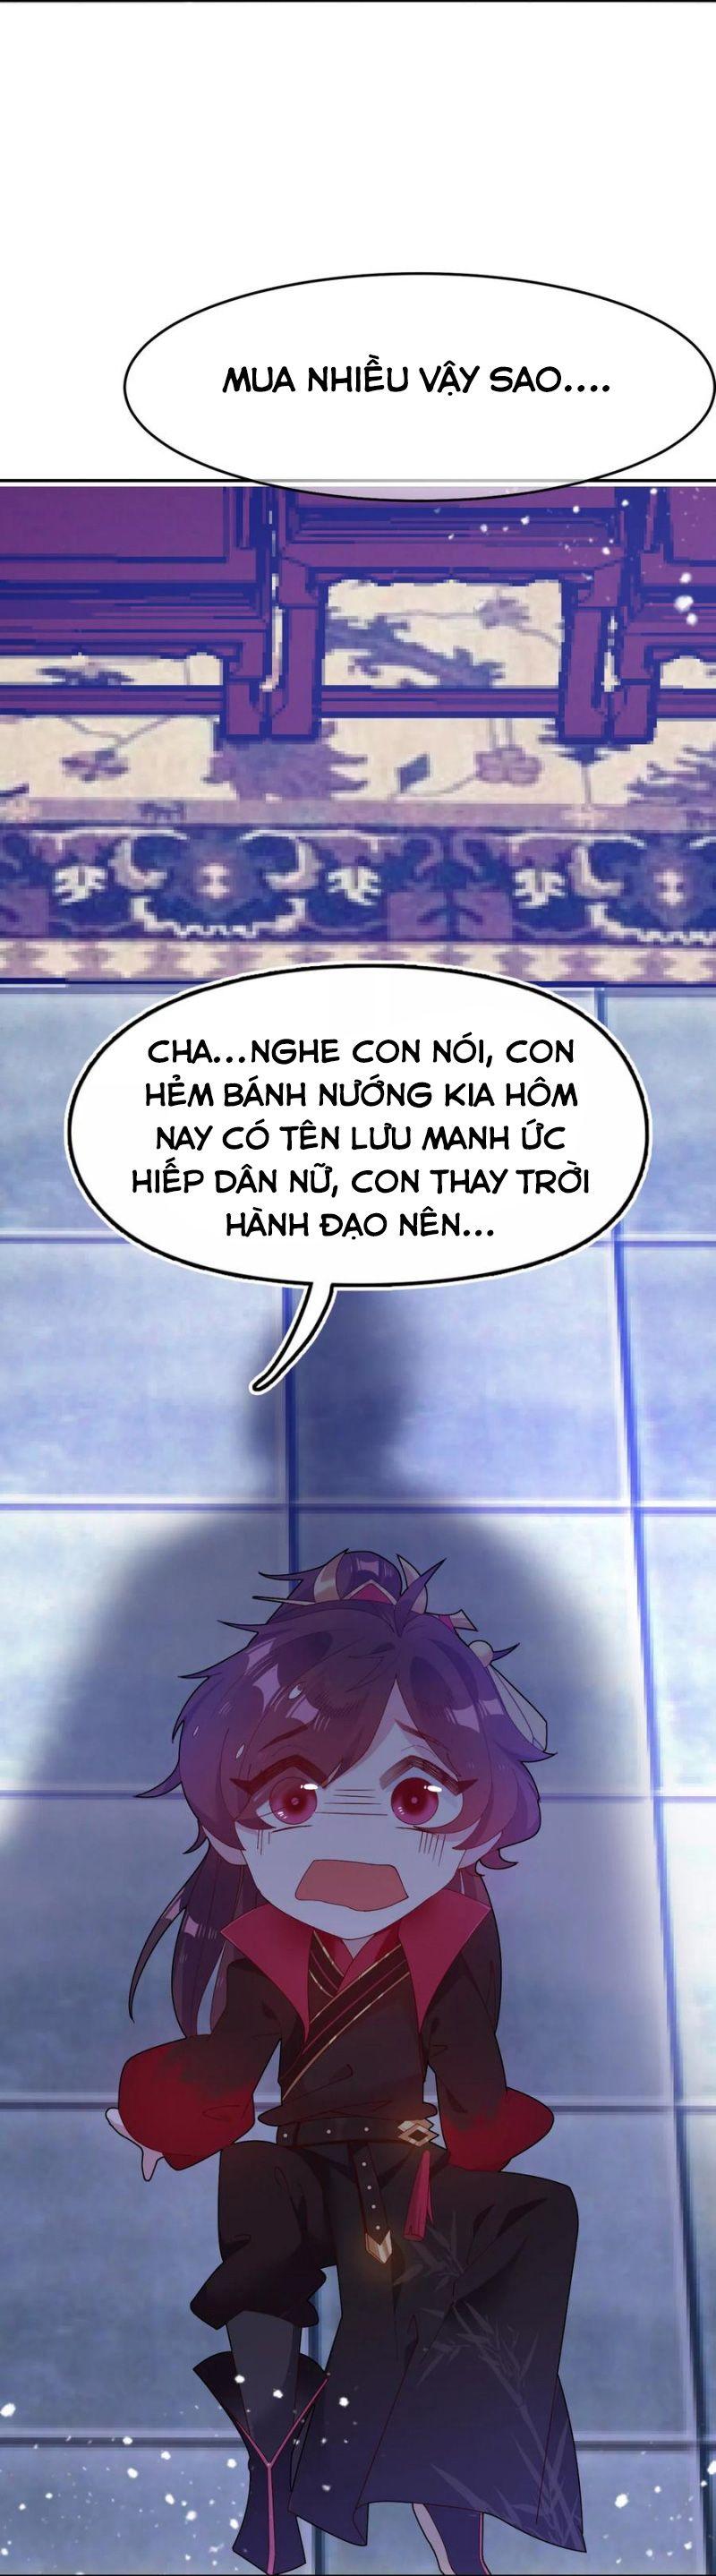 MUA NHIỀU VẬY SAO....
CHA...NGHE CON NÓI, CON
HẺM BÁNH NƯỚNG KIA HÔM
NAY CÓ TÊN LƯU MANH ỨC
HIẾP DÂN NỮ, CON THAY TRỜI
HÀNH ĐẠO NÊN...